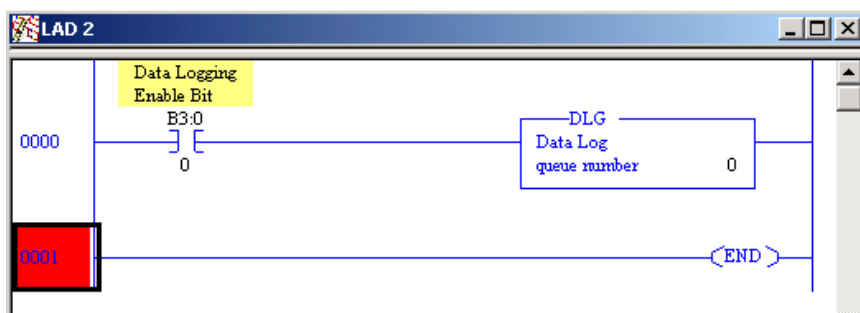 LAD 2
Data Logging
Enable Bit
B3:0
0000
0
DLG
Data Log
queue number 0
0001
END